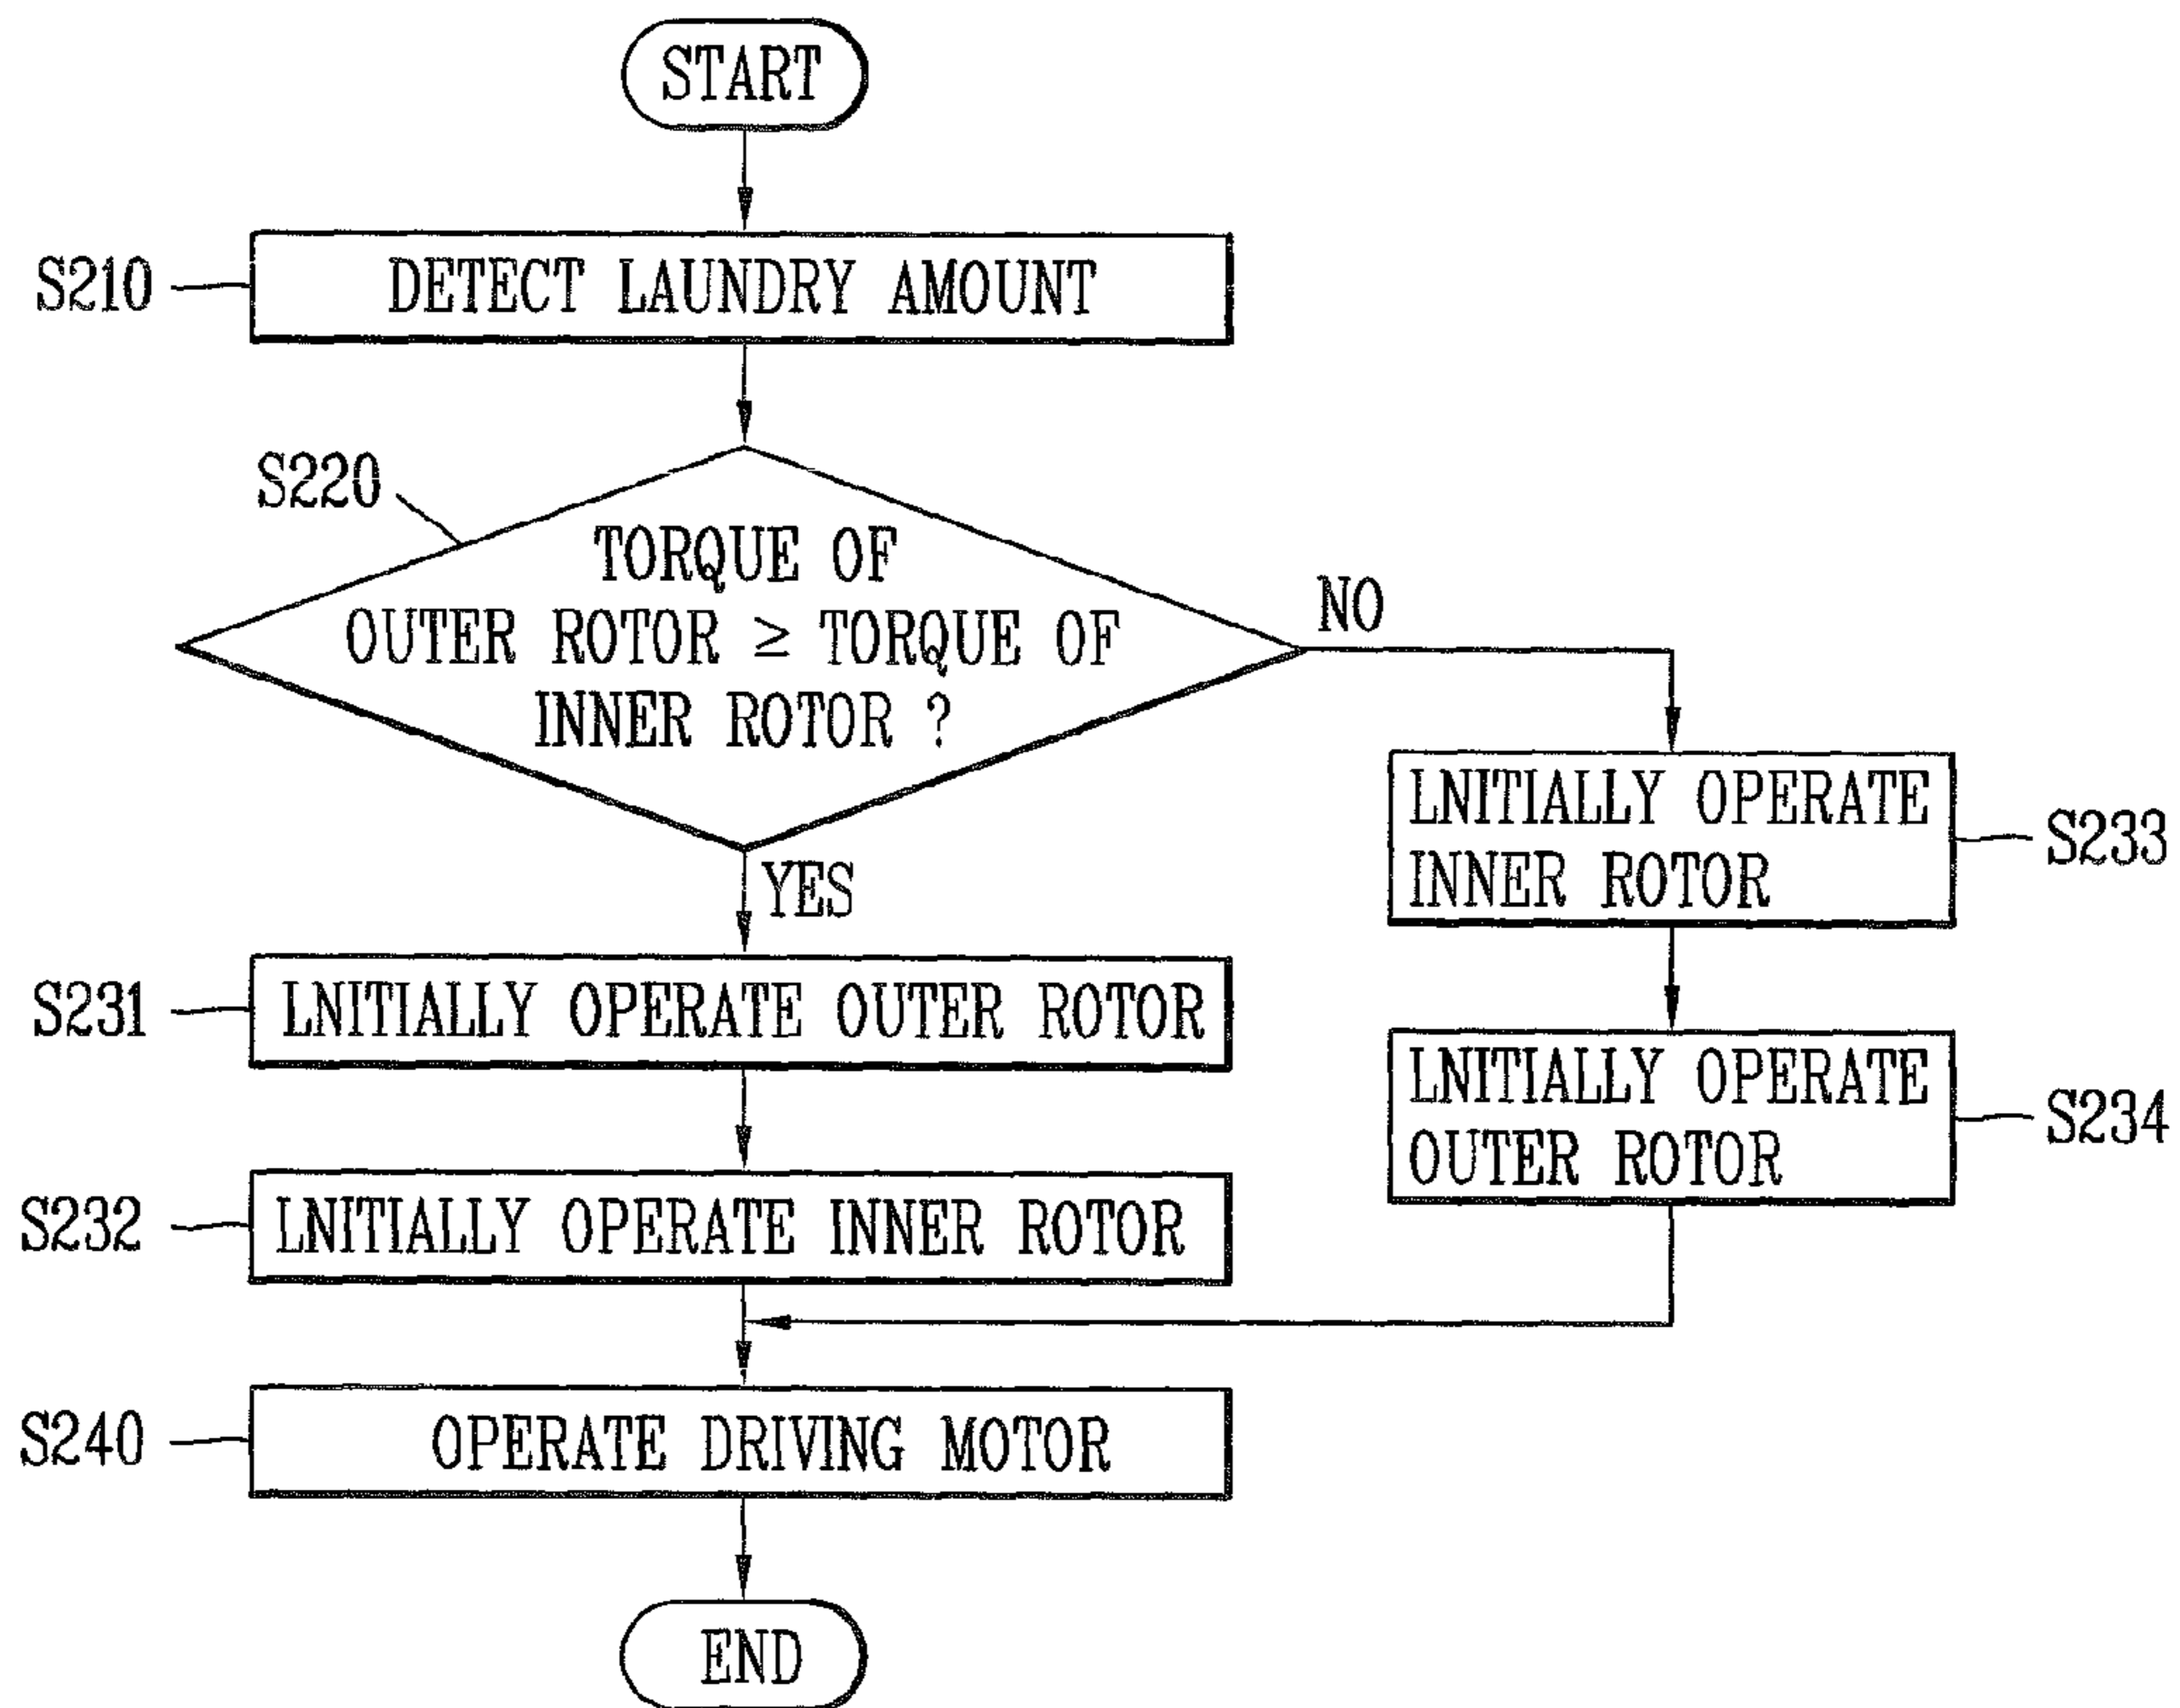 START
S210
DETECT LAUNDRY AMOUNT
S220
TORQUE OF
OUTER ROTOR ≥ TORQUE OF
INNER ROTOR ?
NO
YES
LNITIALLY OPERATE
INNER ROTOR
S233
S231
LNITIALLY OPERATE OUTER ROTOR
LNITIALLY OPERATE
OUTER ROTOR
S234
S232
LNITIALLY OPERATE INNER ROTOR
S240
OPERATE DRIVING MOTOR
END